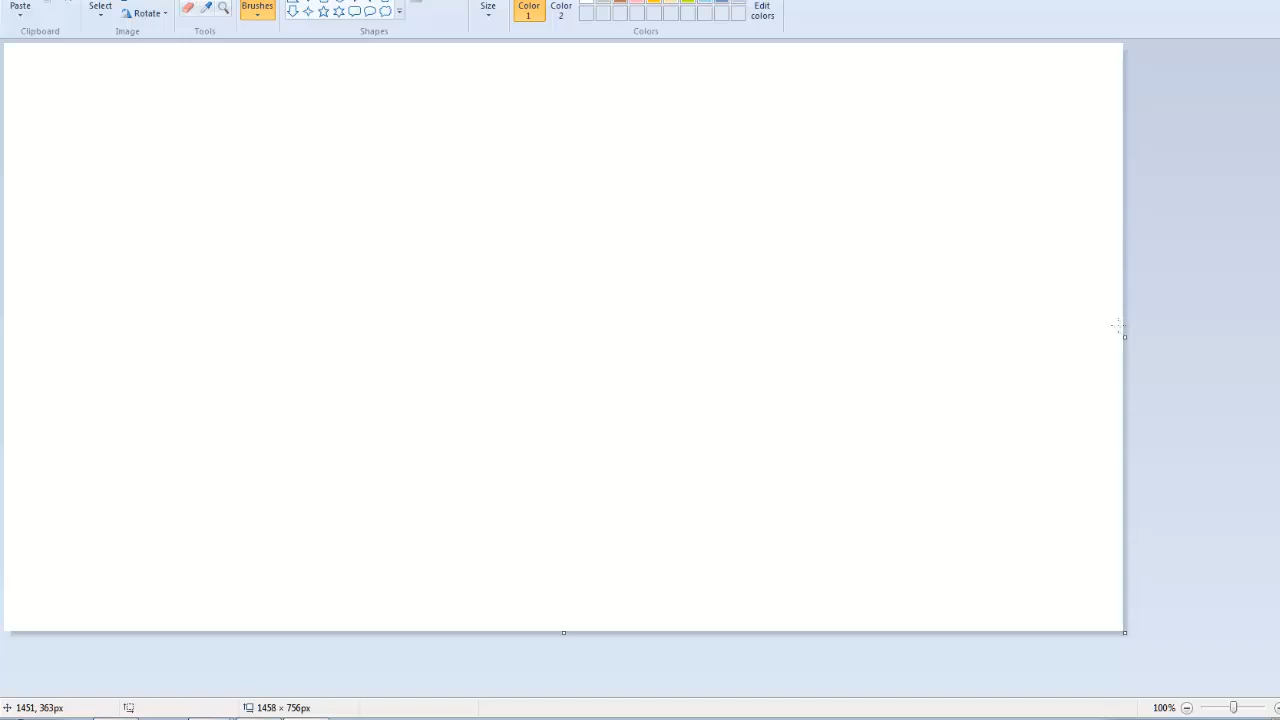 Paste
Select
Rotate
Brushes
Size
Color
1
Color
2
Edit
colors
Clipboard
Image
Tools
Shapes
Colors
1451, 363px
1458 × 756px
100%